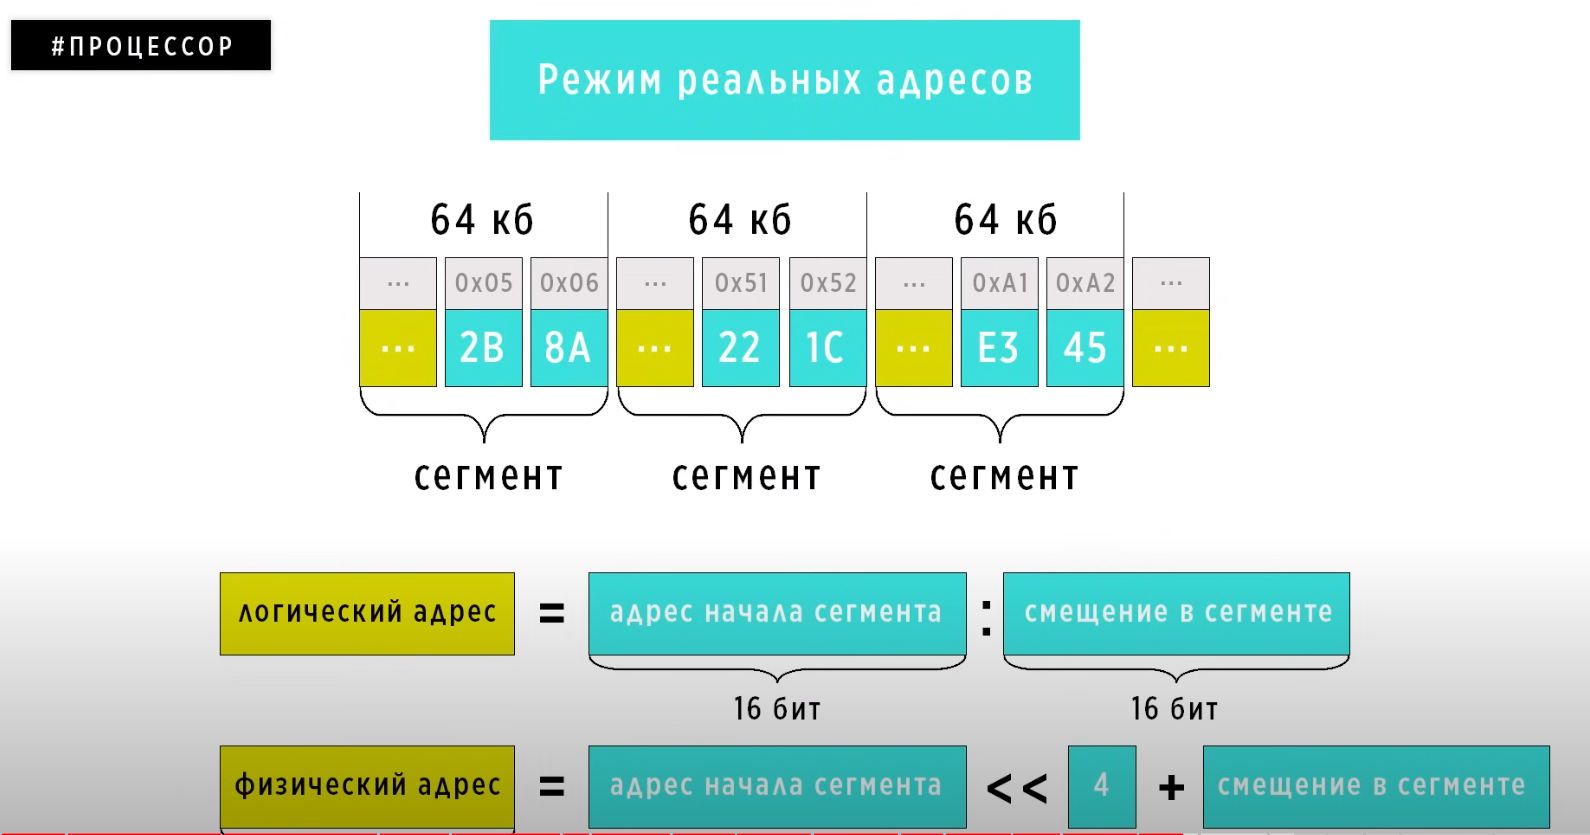 #ПРОЦЕССОР
Режим реальных адресов
64 кб 64 кб 64 кб
... 0x05 0x06 ... 0x51 0x52 ... 0xA1 0xA2 ...
... 2B 8A ... 22 1C ... E3 45 ...
сегмент сегмент сегмент
логический адрес = адрес начала сегмента : смещение в сегменте
16 бит 16 бит
физический адрес = адрес начала сегмента << 4 + смещение в сегменте